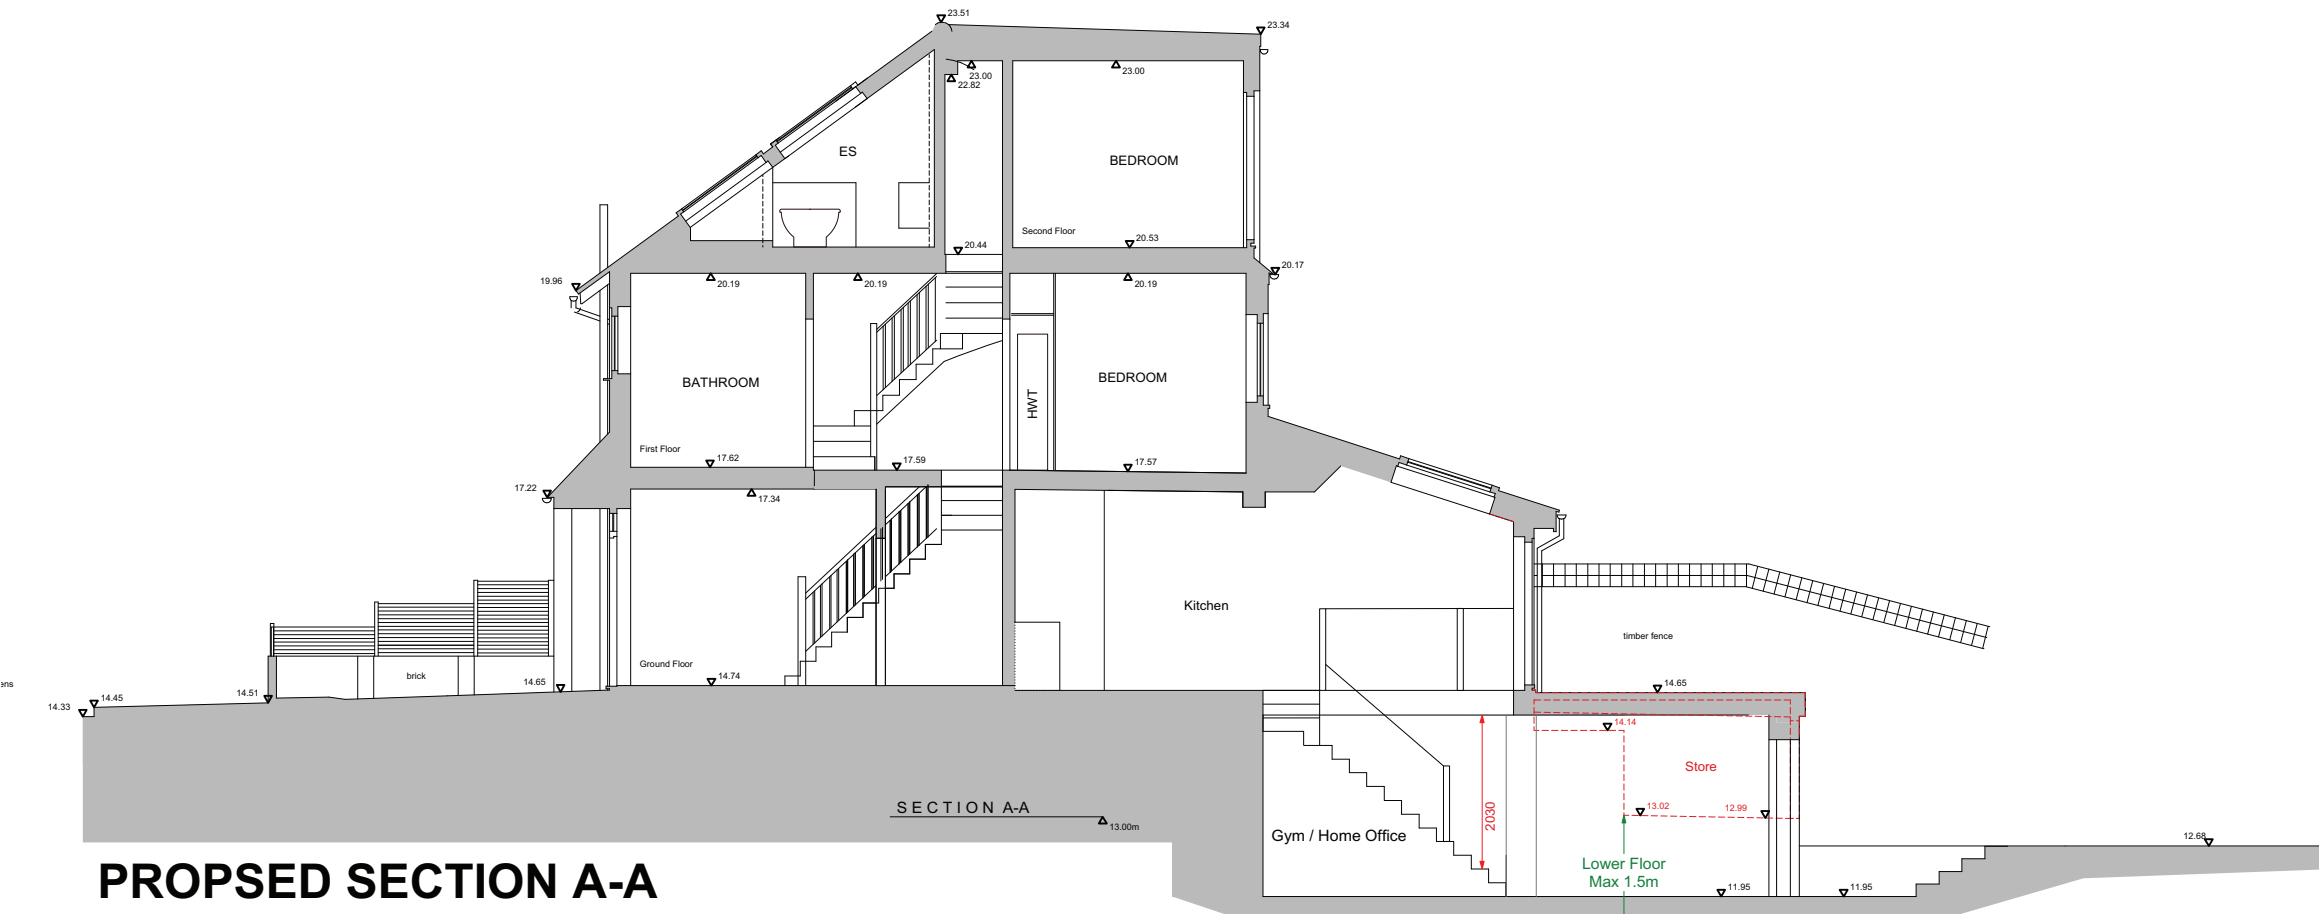 23.51
23.34
23.00
23.00
22.82
ES
BEDROOM
Second Floor
20.53
20.44
20.17
19.96
20.19
20.19
20.19
BATHROOM
BEDROOM
HWT
First Floor
17.62
17.59
17.57
17.22
17.34
Kitchen
timber fence
Ground Floor
brick
14.74
14.65
14.65
ens
14.51
14.45
14.33
14.14
Store
13.02
12.99
2030
SECTION A-A
13.00m
Gym / Home Office
12.68
Lower Floor
Max 1.5m
11.95
11.95
PROPSED SECTION A-A